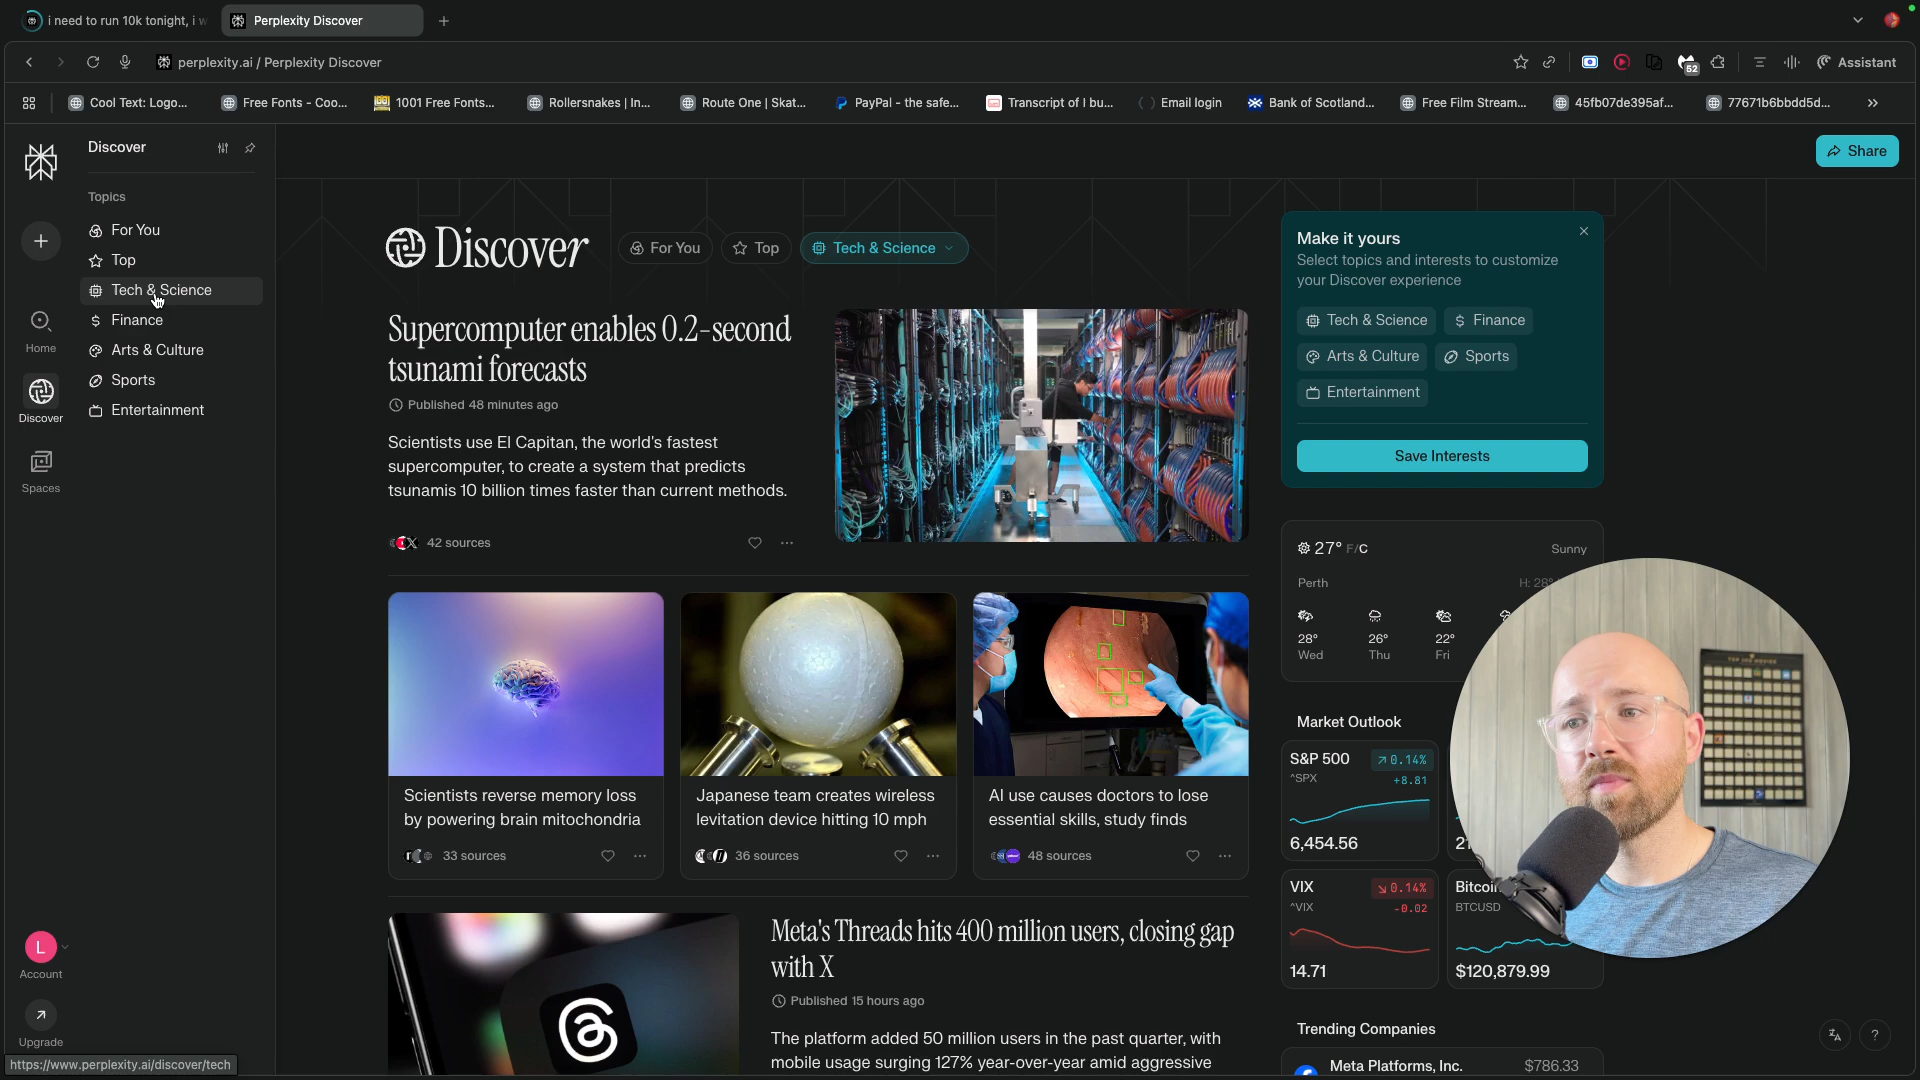 i need to run 10k tonight, i w
Perplexity Discover
perplexity.ai / Perplexity Discover
52
Assistant
Cool Text: Logo...
Free Fonts - Coo...
1001 Free Fonts...
Rollersnakes | In...
Route One | Skat...
PayPal - the safe...
Transcript of I bu...
Email login
Bank of Scotland...
Free Film Stream...
45fb07de395af...
77671b6bbdd5d...
Discover
Share
Topics
For You
Top
Tech & Science
Finance
Arts & Culture
Sports
Entertainment
Home
Discover
Spaces
L
Account
Upgrade
https://www.perplexity.ai/discover/tech
Discover
For You
Top
Tech & Science
Supercomputer enables 0.2-second
tsunami forecasts
Published 48 minutes ago
Scientists use El Capitan, the world's fastest
supercomputer, to create a system that predicts
tsunamis 10 billion times faster than current methods.
42 sources
Scientists reverse memory loss
by powering brain mitochondria
33 sources
Japanese team creates wireless
levitation device hitting 10 mph
36 sources
AI use causes doctors to lose
essential skills, study finds
48 sources
Meta's Threads hits 400 million users, closing gap
with X
Published 15 hours ago
The platform added 50 million users in the past quarter, with
mobile usage surging 127% year-over-year amid aggressive
Make it yours
Select topics and interests to customize
your Discover experience
Tech & Science
Finance
Arts & Culture
Sports
Entertainment
Save Interests
27° F/C
Sunny
Perth
H: 28°
28°
26°
22°
Wed
Thu
Fri
Market Outlook
S&P 500
0.14%
^SPX
+8.81
6,454.56
21
VIX
0.14%
^VIX
-0.02
14.71
Bitcoi
BTCUSD
$120,879.99
Trending Companies
Meta Platforms, Inc.
$786.33
?